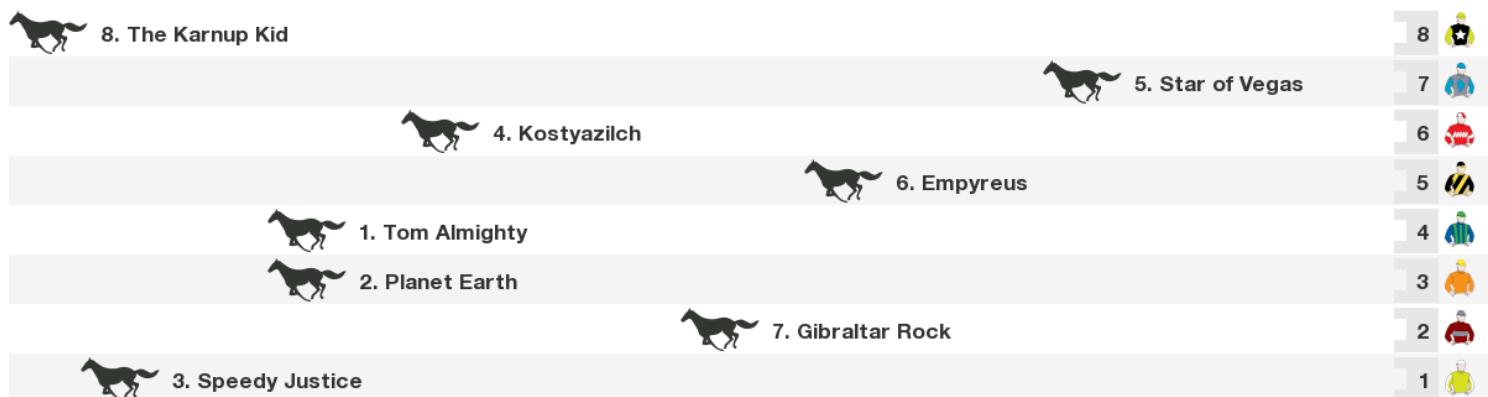 8. The Karnup Kid 8
5. Star of Vegas 7
4. Kostyazilch 6
6. Empyreus 5
1. Tom Almighty 4
2. Planet Earth 3
7. Gibraltar Rock 2
3. Speedy Justice 1